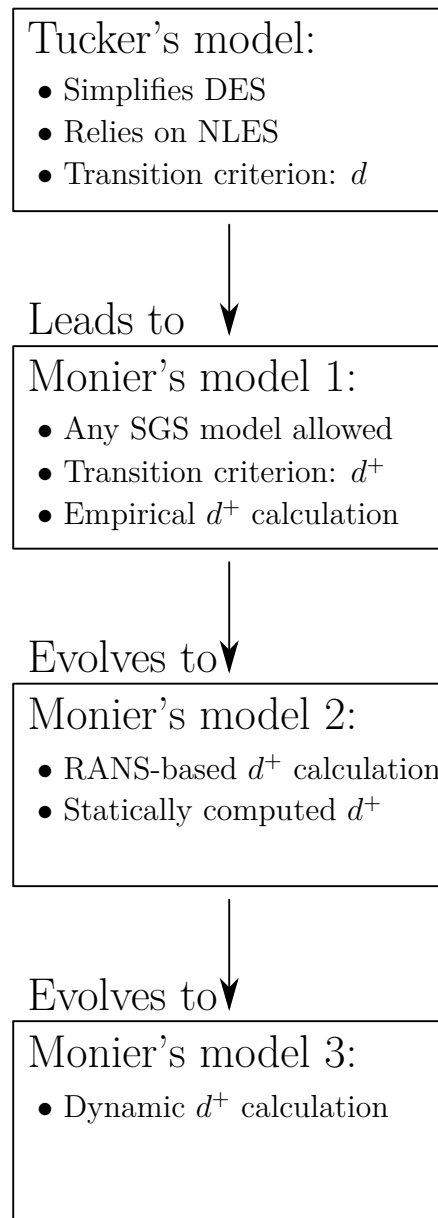 Tucker's model:
• Simplifies DES
• Relies on NLES
• Transition criterion: d
Leads to
Monier's model 1:
• Any SGS model allowed
• Transition criterion: d⁺
• Empirical d⁺ calculation
Evolves to
Monier's model 2:
• RANS-based d⁺ calculation
• Statically computed d⁺
Evolves to
Monier's model 3:
• Dynamic d⁺ calculation